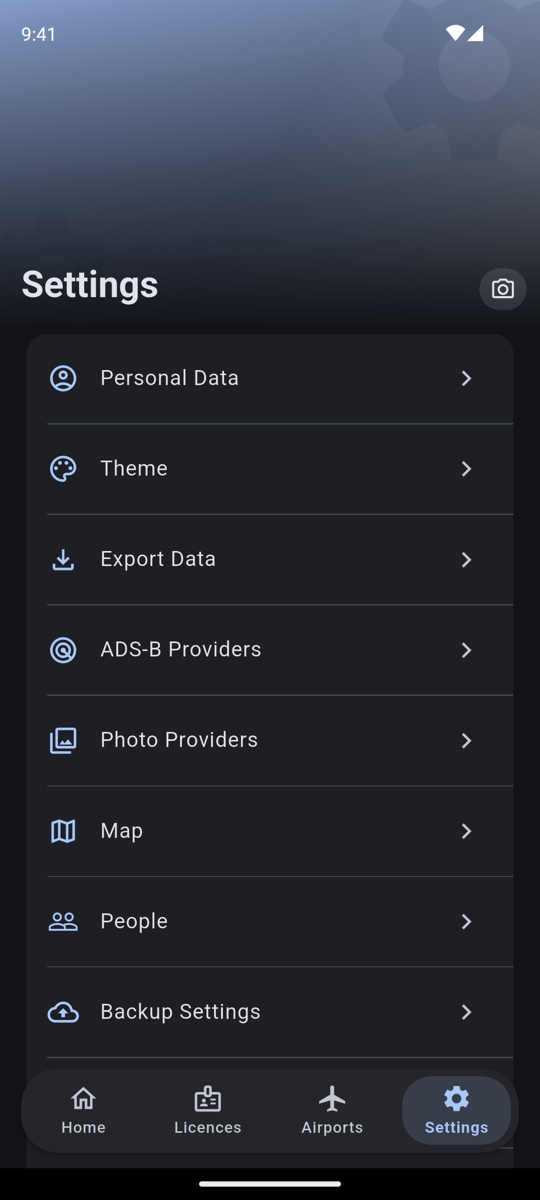 9:41
Settings
Personal Data
Theme
Export Data
ADS-B Providers
Photo Providers
Map
People
Backup Settings
Home
Licences
Airports
Settings